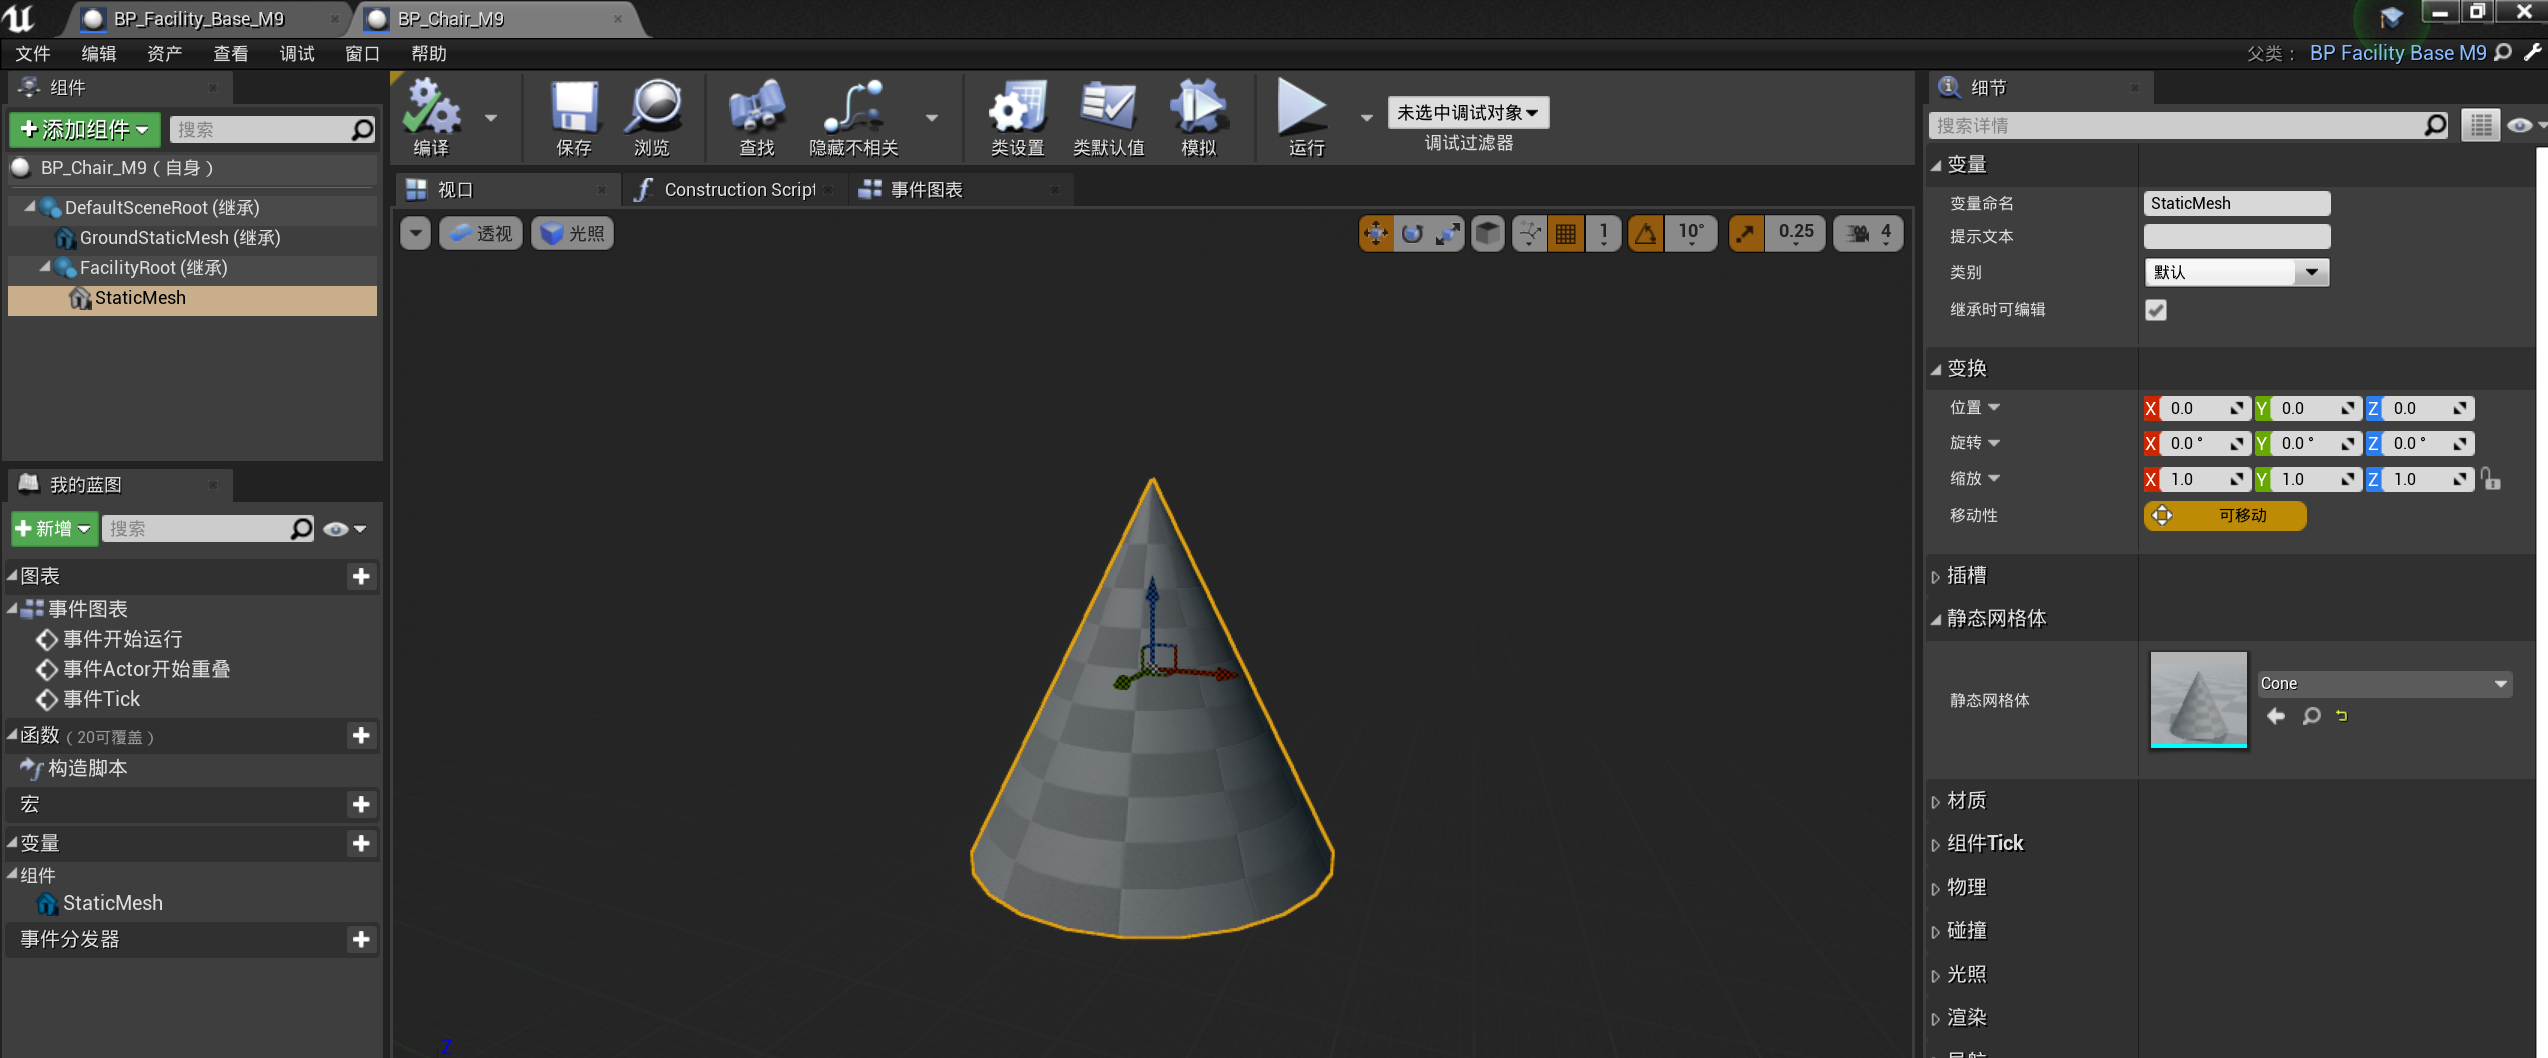 BP_Facility_Base_M9
BP_Chair_M9
文件 编辑 资产 查看 调试 窗口 帮助
父类： BP Facility Base M9
组件
添加组件
搜索
BP_Chair_M9（自身）
DefaultSceneRoot (继承)
GroundStaticMesh (继承)
FacilityRoot (继承)
StaticMesh
我的蓝图
新增
搜索
图表
事件图表
事件开始运行
事件Actor开始重叠
事件Tick
函数（20可覆盖）
构造脚本
宏
变量
组件
StaticMesh
事件分发器
编译
保存
浏览
查找
隐藏不相关
类设置
类默认值
模拟
运行
未选中调试对象
调试过滤器
视口
Construction Script
事件图表
透视
光照
1
10°
0.25
4
Z
细节
搜索详情
变量
变量命名 StaticMesh
提示文本
类别 默认
继承时可编辑
变换
位置 X 0.0 Y 0.0 Z 0.0
旋转 X 0.0 ° Y 0.0 ° Z 0.0 °
缩放 X 1.0 Y 1.0 Z 1.0
移动性 可移动
插槽
静态网格体
静态网格体 Cone
材质
组件Tick
物理
碰撞
光照
渲染